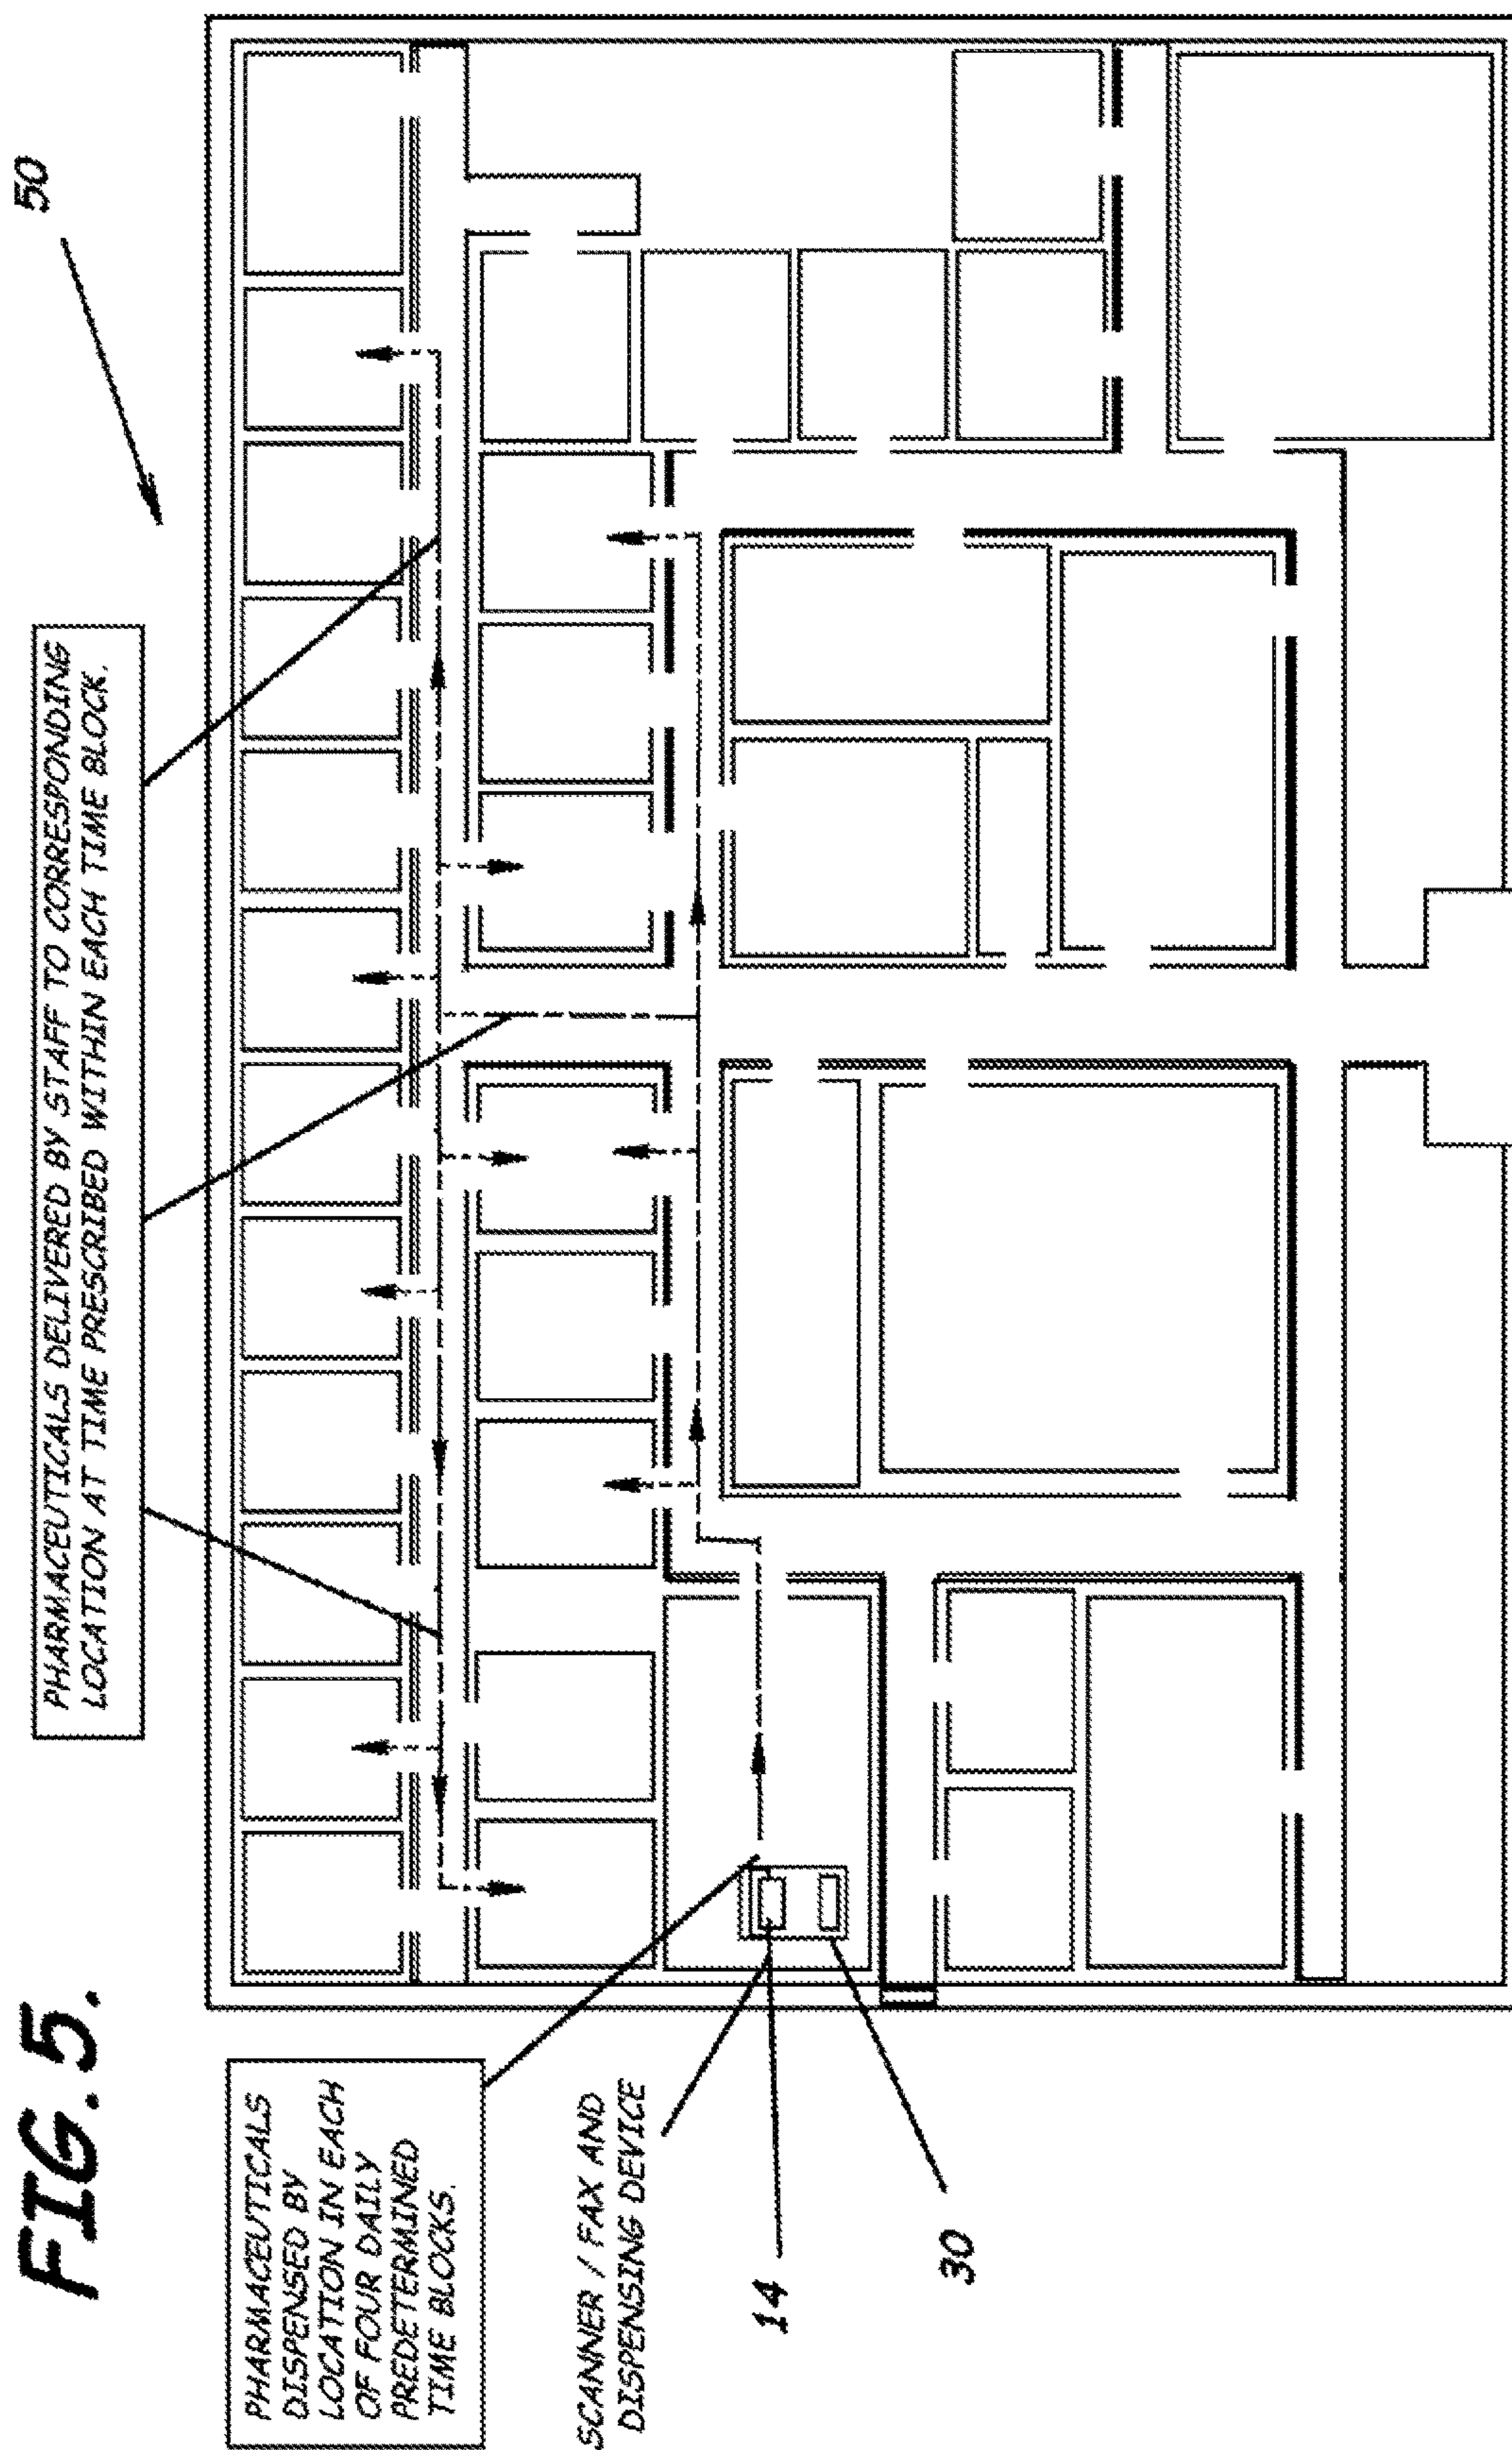 FIG. 5.
50
PHARMACEUTICALS DELIVERED BY STAFF TO CORRESPONDING
LOCATION AT TIME PRESCRIBED WITHIN EACH TIME BLOCK.
PHARMACEUTICALS
DISPENSED BY
LOCATION IN EACH
OF FOUR DAILY
PREDETERMINED
TIME BLOCKS.
SCANNER / FAX AND
DISPENSING DEVICE
14
30